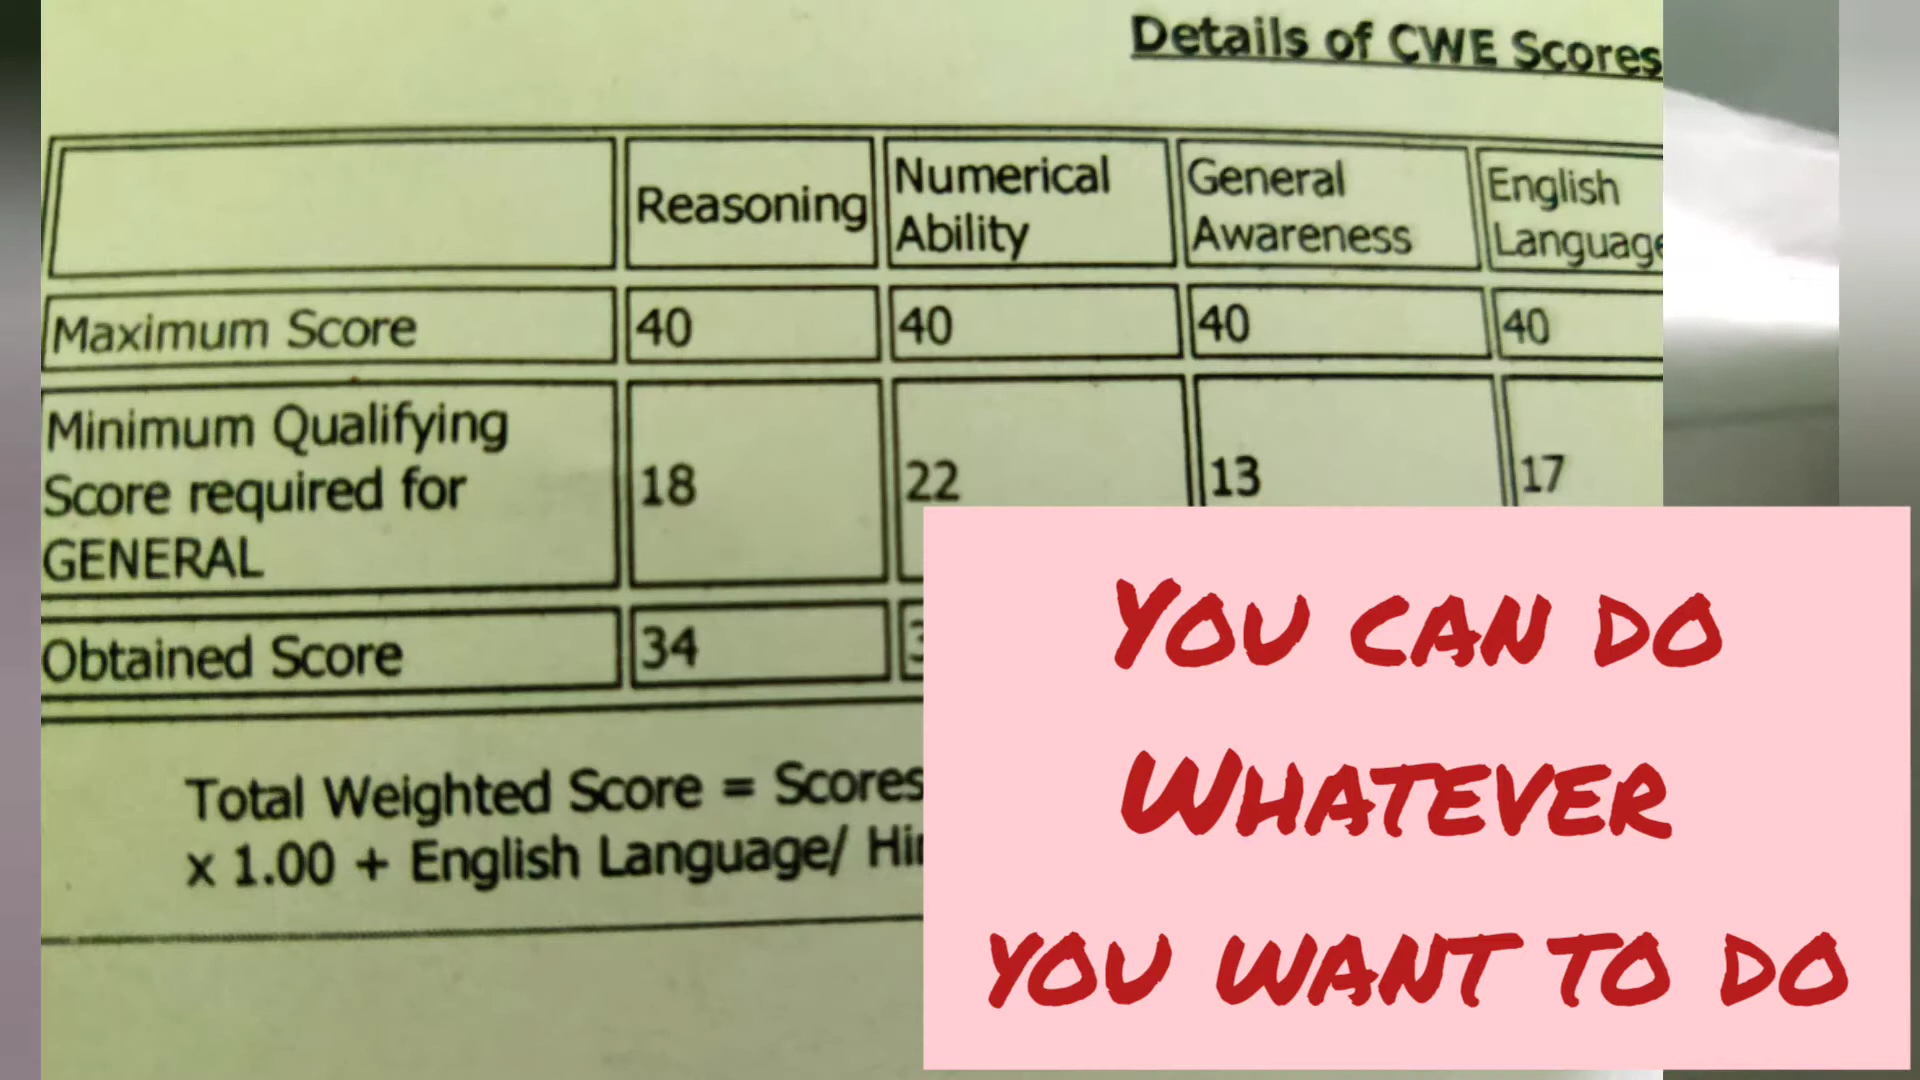 Details of CWE Scores
Reasoning
Numerical
Ability
General
Awareness
English
Language
Maximum Score
40
40
40
40
Minimum Qualifying
Score required for
GENERAL
18
22
13
17
Obtained Score
34
Total Weighted Score = Scores
x 1.00 + English Language/
You can do
Whatever
you want to do